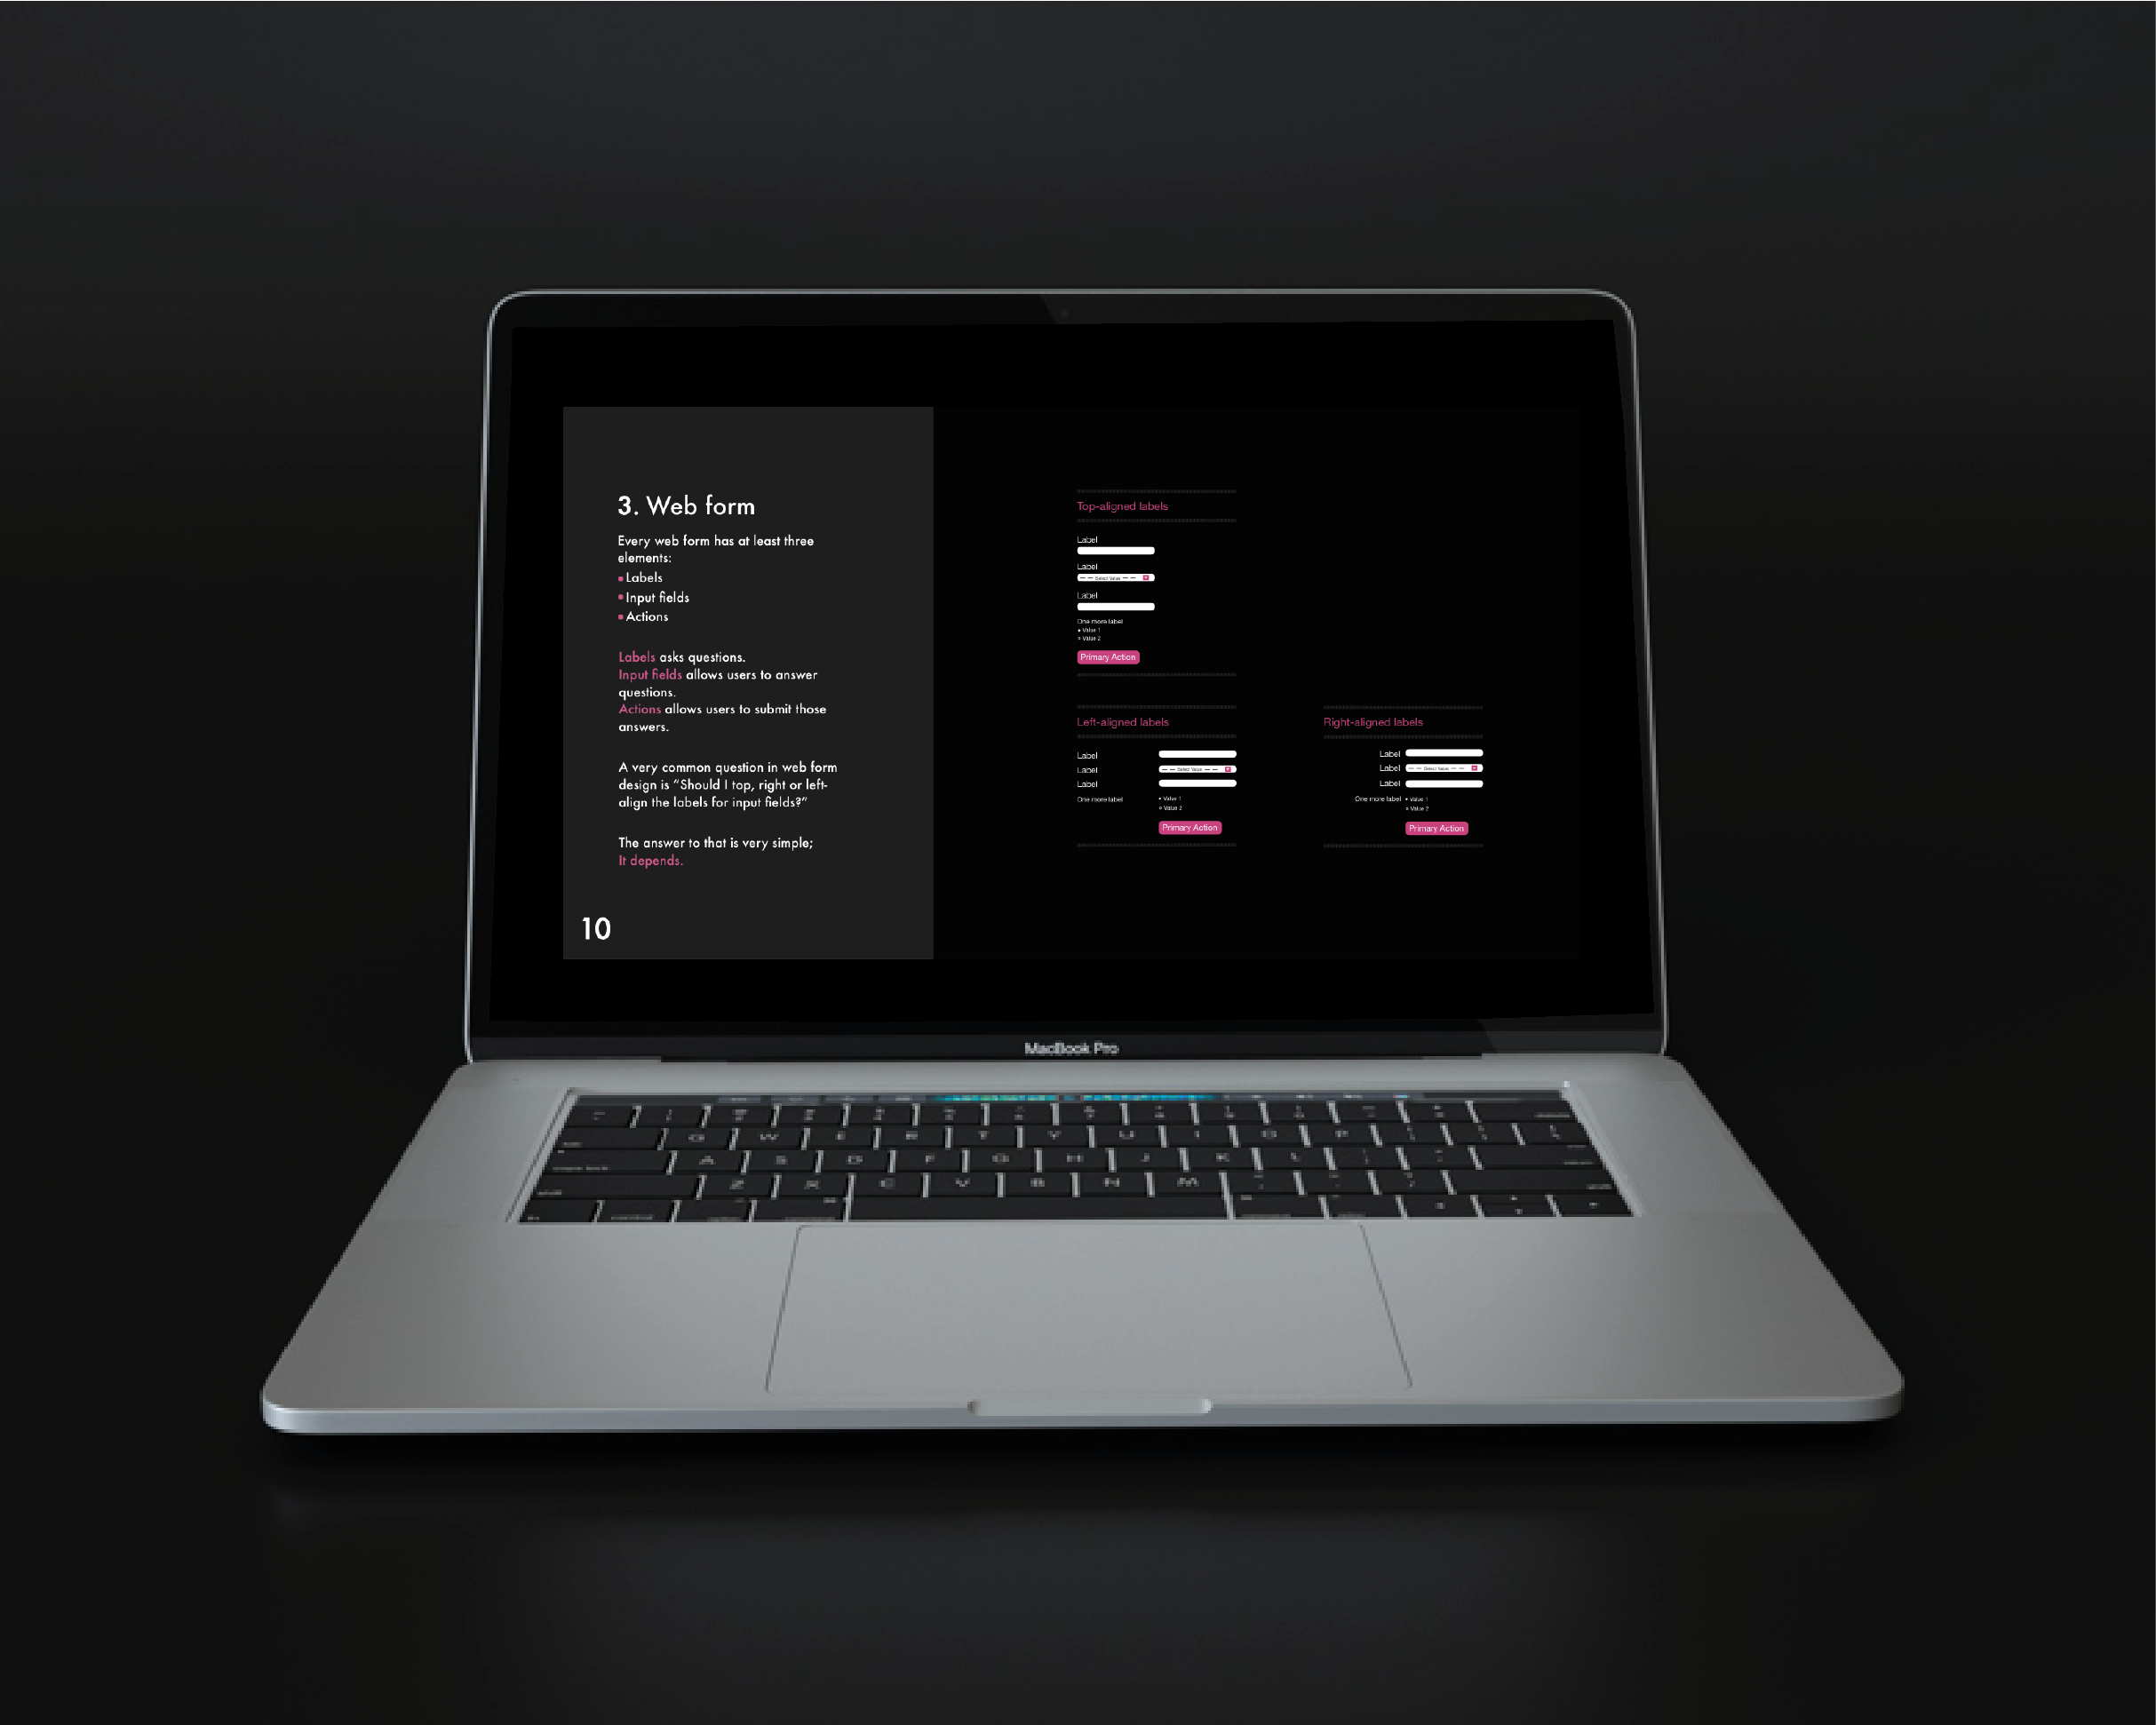 3. Web form
Every web form has at least three
elements:
Labels
Input fields
Actions
Labels asks questions.
Input fields allows users to answer
questions.
Actions allows users to submit those
answers.
A very common question in web form
design is “Should I top, right or left-
align the labels for input fields?”
The answer to that is very simple;
It depends.
10
Top-aligned labels
Label
Label
Select Value
Label
One more label
Value 1
Value 2
Primary Action
Left-aligned labels
Label
Label
Select Value
Label
One more label
Value 1
Value 2
Primary Action
Right-aligned labels
Label
Label
Select Value
Label
One more label
Value 1
Value 2
Primary Action
MacBook Pro
Q W E R T Y U I O P
A S D F G H J K L
Z X C V B N M